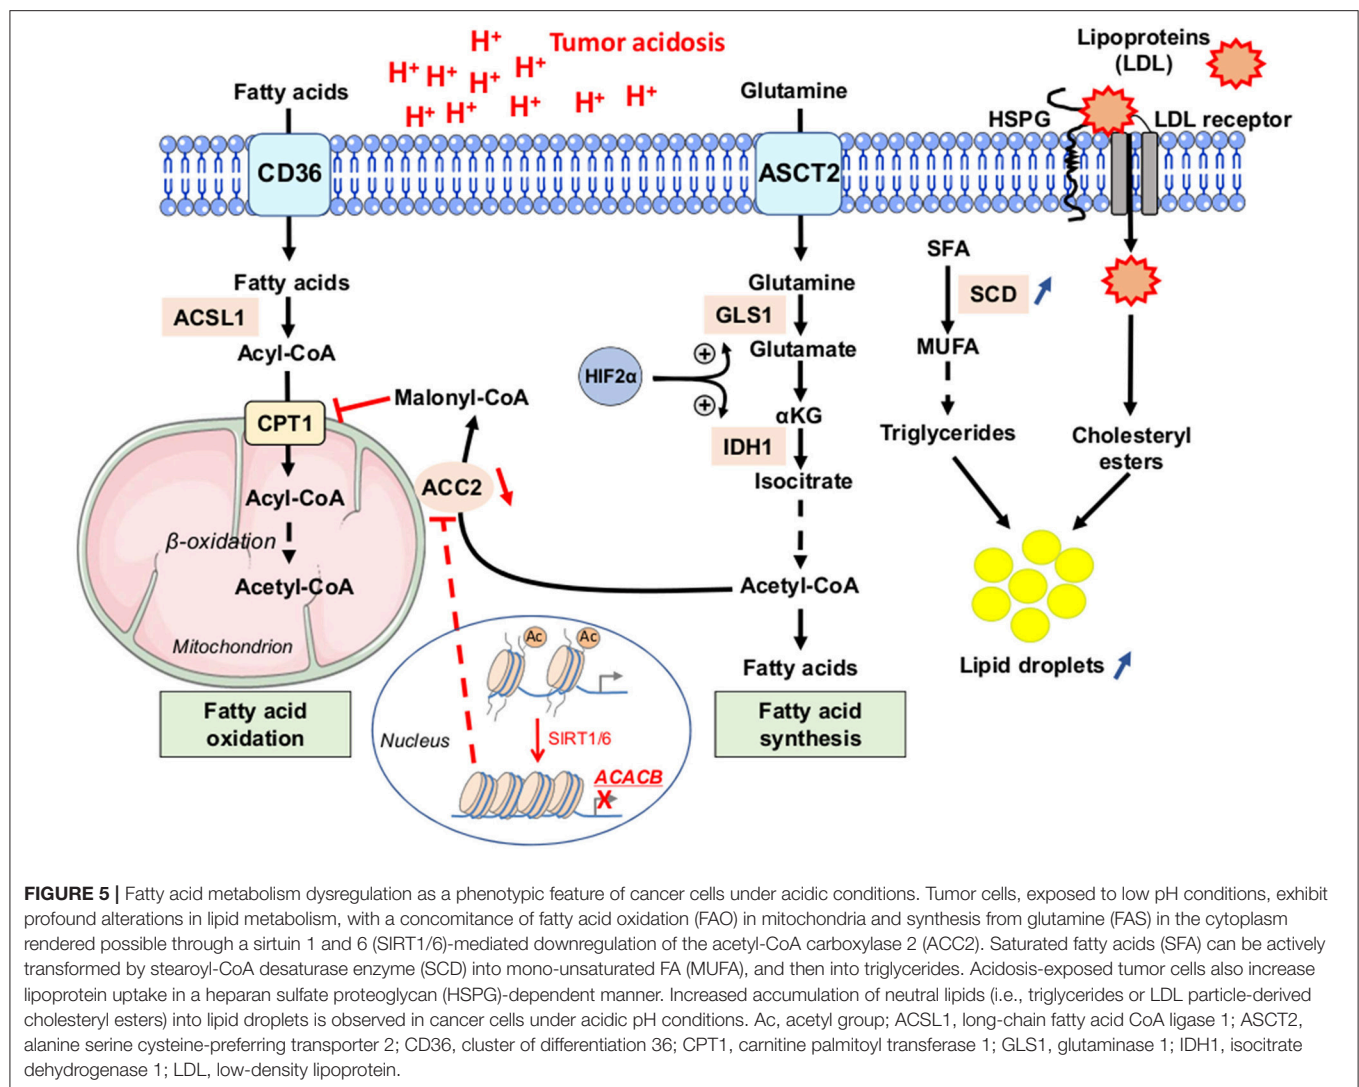 H+ Tumor acidosis
H+ H+ H+ H+
H+ H+ H+ H+ H+
Fatty acids
CD36
Fatty acids
ACSL1
Acyl-CoA
CPT1
Acyl-CoA
β-oxidation
Acetyl-CoA
Mitochondrion
Fatty acid
oxidation
Malonyl-CoA
ACC2
Nucleus
Ac Ac
SIRT1/6
ACACB
X
Glutamine
ASCT2
Glutamine
GLS1
Glutamate
HIF2α
+
+
αKG
IDH1
Isocitrate
Acetyl-CoA
Fatty acids
Fatty acid
synthesis
Lipoproteins
(LDL)
HSPG
LDL receptor
SFA
SCD
MUFA
Triglycerides
Cholesteryl
esters
Lipid droplets
FIGURE 5 | Fatty acid metabolism dysregulation as a phenotypic feature of cancer cells under acidic conditions. Tumor cells, exposed to low pH conditions, exhibit
profound alterations in lipid metabolism, with a concomitance of fatty acid oxidation (FAO) in mitochondria and synthesis from glutamine (FAS) in the cytoplasm
rendered possible through a sirtuin 1 and 6 (SIRT1/6)-mediated downregulation of the acetyl-CoA carboxylase 2 (ACC2). Saturated fatty acids (SFA) can be actively
transformed by stearoyl-CoA desaturase enzyme (SCD) into mono-unsaturated FA (MUFA), and then into triglycerides. Acidosis-exposed tumor cells also increase
lipoprotein uptake in a heparan sulfate proteoglycan (HSPG)-dependent manner. Increased accumulation of neutral lipids (i.e., triglycerides or LDL particle-derived
cholesteryl esters) into lipid droplets is observed in cancer cells under acidic pH conditions. Ac, acetyl group; ACSL1, long-chain fatty acid CoA ligase 1; ASCT2,
alanine serine cysteine-preferring transporter 2; CD36, cluster of differentiation 36; CPT1, carnitine palmitoyl transferase 1; GLS1, glutaminase 1; IDH1, isocitrate
dehydrogenase 1; LDL, low-density lipoprotein.